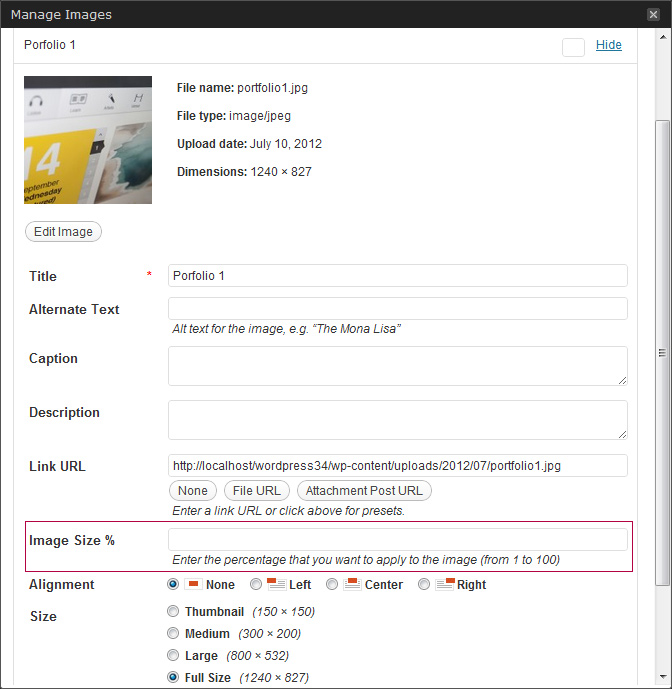 Manage Images
Porfolio 1
Hide
14
September
Wednesday
File name: portfolio1.jpg
File type: image/jpeg
Upload date: July 10, 2012
Dimensions: 1240 × 827
Edit Image
Title * Porfolio 1
Alternate Text
Alt text for the image, e.g. “The Mona Lisa”
Caption
Description
Link URL http://localhost/wordpress34/wp-content/uploads/2012/07/portfolio1.jpg
None File URL Attachment Post URL
Enter a link URL or click above for presets.
Image Size %
Enter the percentage that you want to apply to the image (from 1 to 100)
Alignment None Left Center Right
Size Thumbnail (150 × 150)
Medium (300 × 200)
Large (800 × 532)
Full Size (1240 × 827)